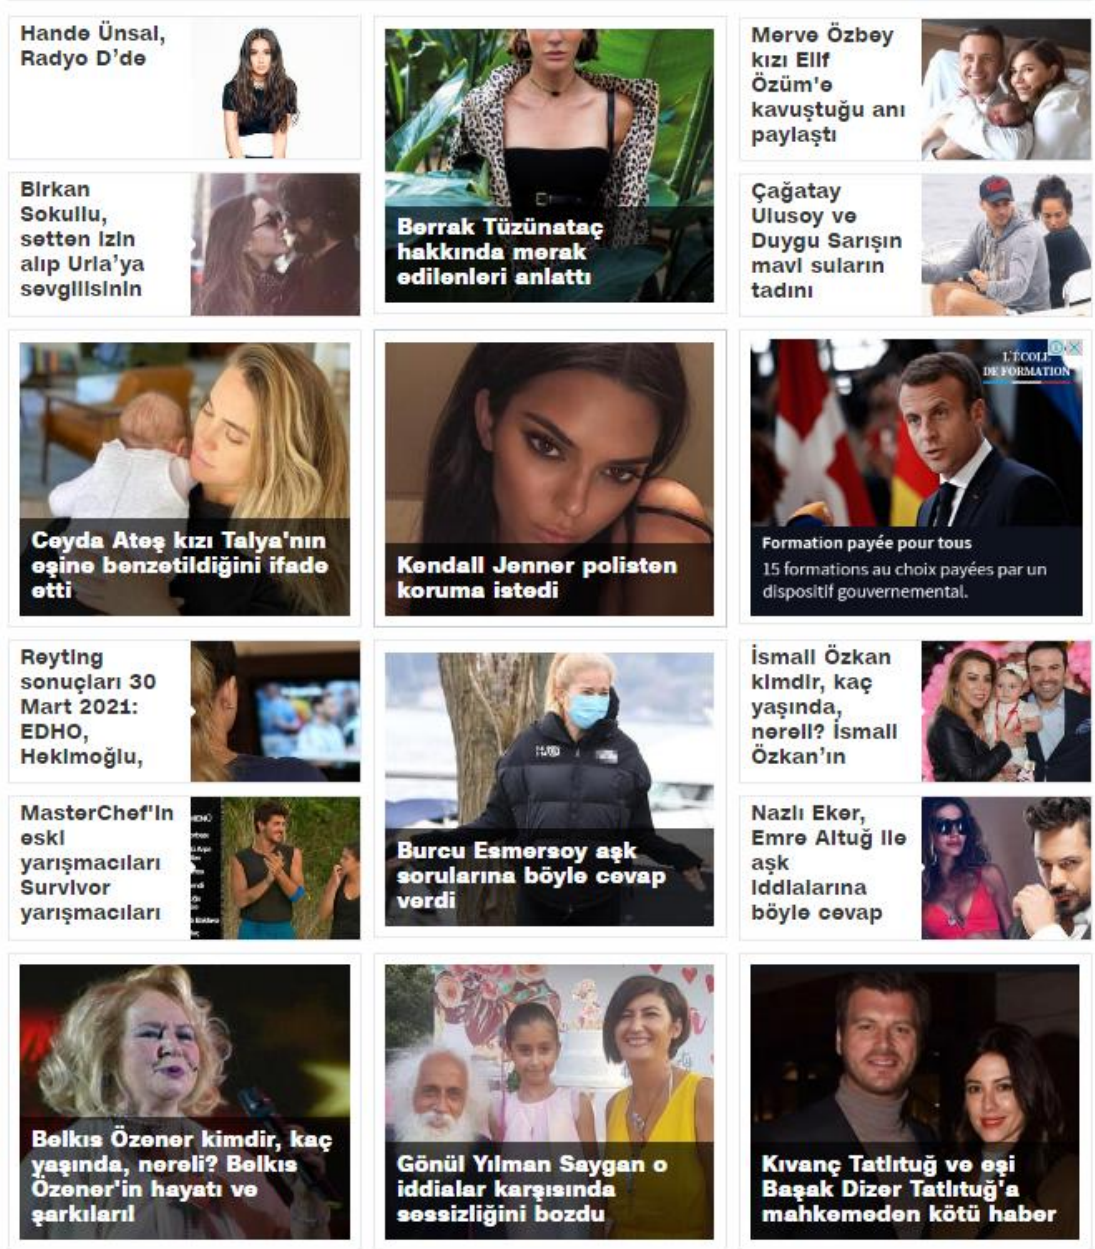 Hande Ünsal,
Radyo D'de
Birkan
Sokullu,
setten izin
alıp Urla'ya
sevgilisinin
Berrak Tüzünataç
hakkında merak
edilenleri anlattı
Merve Özbey
kızı Elif
Özüm'e
kavuştuğu anı
paylaştı
Çağatay
Ulusoy ve
Duygu Sarışın
mavi suların
tadını
Ceyda Ateş kızı Talya'nın
eşine benzetildiğini ifade
etti
Kendall Jenner polisten
koruma istedi
L'ÉCOLE
DE FORMATION
Formation payée pour tous
15 formations au choix payées par un
dispositif gouvernemental.
Reyting
sonuçları 30
Mart 2021:
EDHO,
Hekimoğlu,
MasterChef'in
eski
yarışmacıları
Survivor
yarışmacıları
MENÜ
Burcu Esmersoy aşk
sorularına böyle cevap
verdi
İsmail Özkan
kimdir, kaç
yaşında,
nereli? İsmail
Özkan'ın
Nazlı Eker,
Emre Altuğ ile
aşk
iddialarına
böyle cevap
Belkıs Özener kimdir, kaç
yaşında, nereli? Belkıs
Özener'in hayatı ve
şarkıları!
Gönül Yılman Saygan o
iddialar karşısında
sessizliğini bozdu
Kıvanç Tatlıtuğ ve eşi
Başak Dizer Tatlıtuğ'a
mahkemeden kötü haber